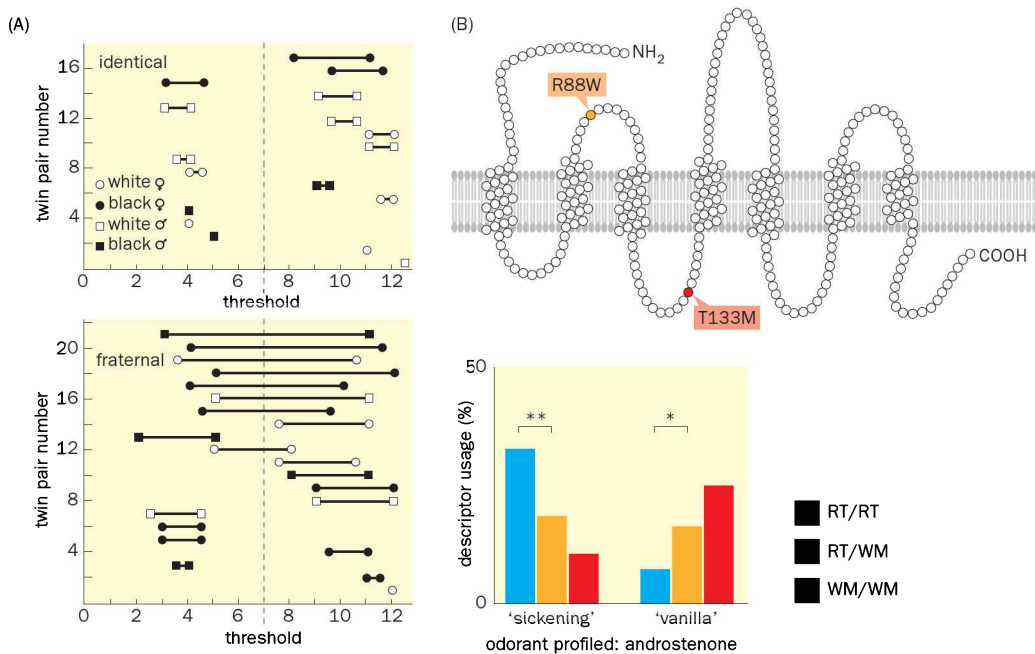 (A)
identical
16
12
8
4
twin pair number
white ♀
black ♀
white ♂
black ♂
0 2 4 6 8 10 12
threshold
fraternal
20
16
12
8
4
twin pair number
0 2 4 6 8 10 12
threshold
(B)
NH2
R88W
T133M
COOH
50
0
descriptor usage (%)
**
*
'sickening' 'vanilla'
odorant profiled: androstenone
RT/RT
RT/WM
WM/WM